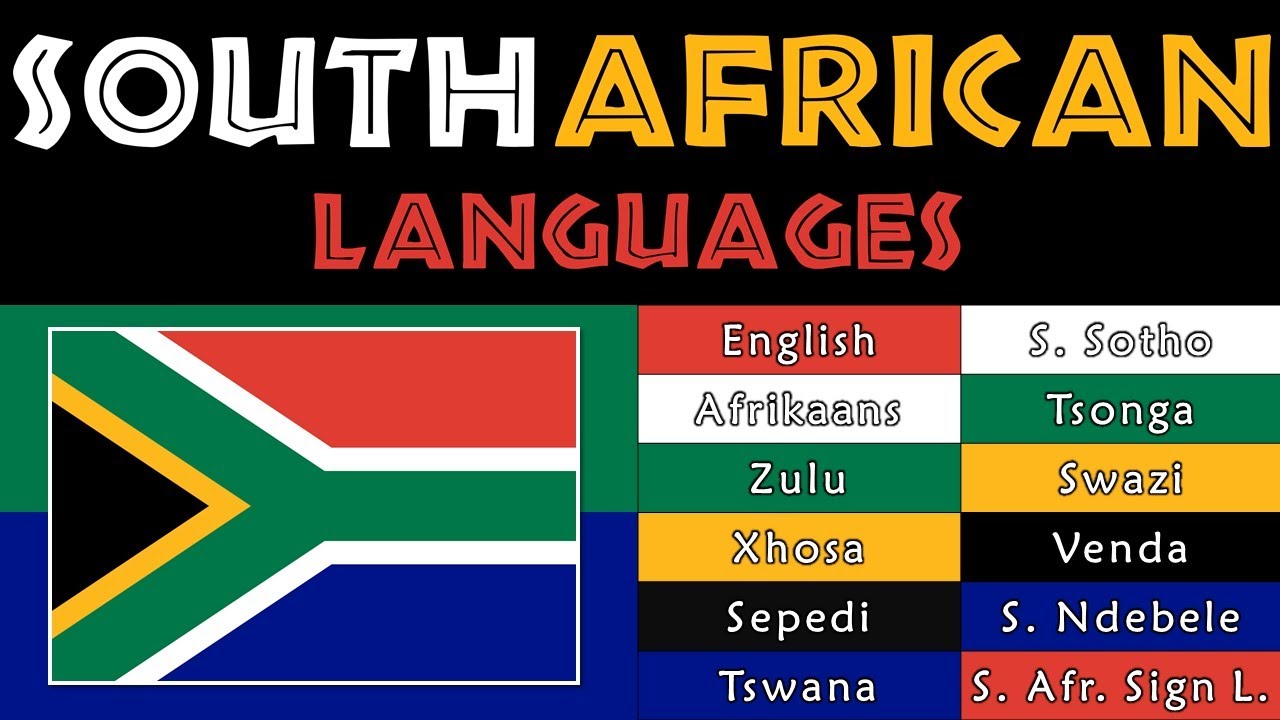 SOUTH AFRICAN
LANGUAGES
English
S. Sotho
Afrikaans
Tsonga
Zulu
Swazi
Xhosa
Venda
Sepedi
S. Ndebele
Tswana
S. Afr. Sign L.